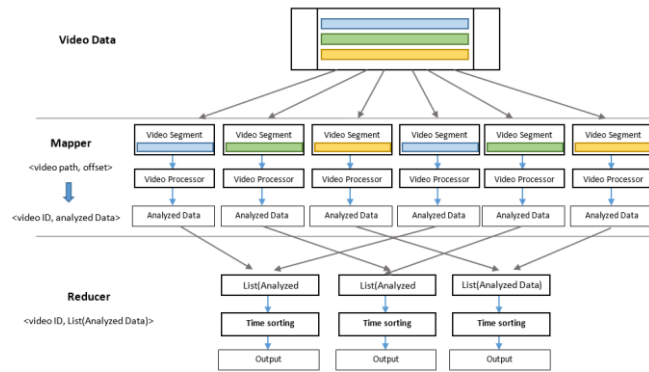 Video Data
Mapper
<video path, offset>
<video ID, analyzed Data>
Video Segment Video Segment Video Segment Video Segment Video Segment Video Segment
Video Processor Video Processor Video Processor Video Processor Video Processor Video Processor
Analyzed Data Analyzed Data Analyzed Data Analyzed Data Analyzed Data Analyzed Data
Reducer
<video ID, List(Analyzed Data)>
List(Analyzed List(Analyzed List(Analyzed Data)
Time sorting Time sorting Time sorting
Output Output Output